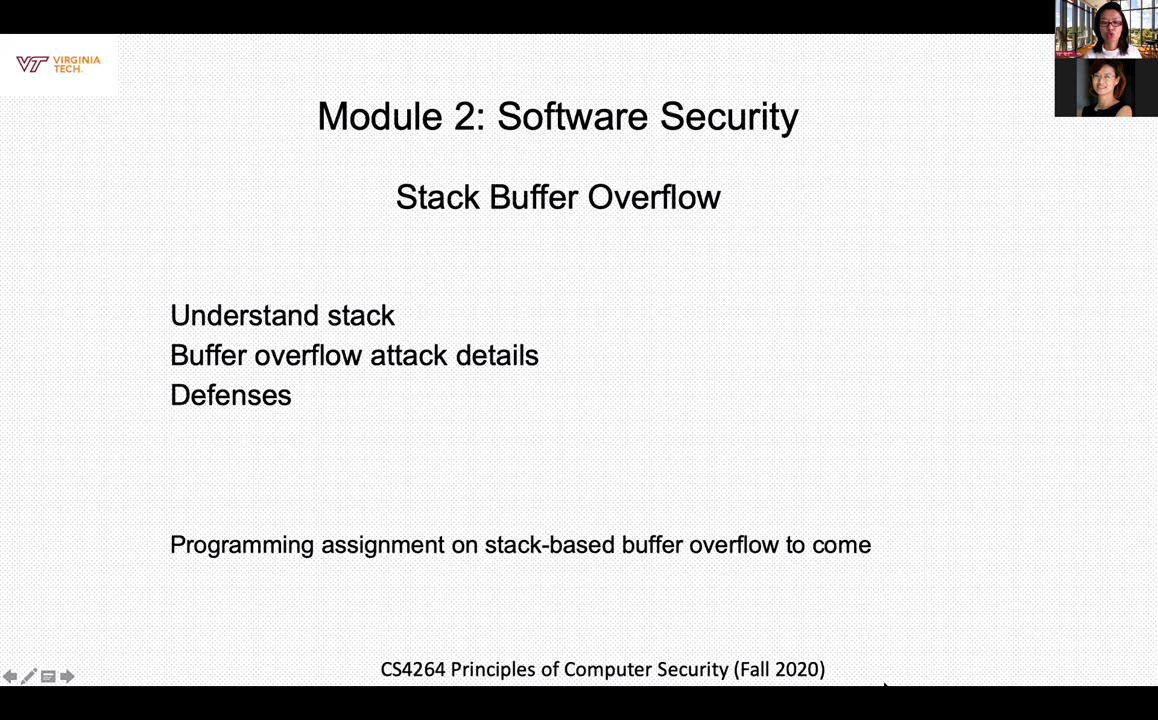 VT VIRGINIA
TECH.
Module 2: Software Security
Stack Buffer Overflow
Understand stack
Buffer overflow attack details
Defenses
Programming assignment on stack-based buffer overflow to come
CS4264 Principles of Computer Security (Fall 2020)